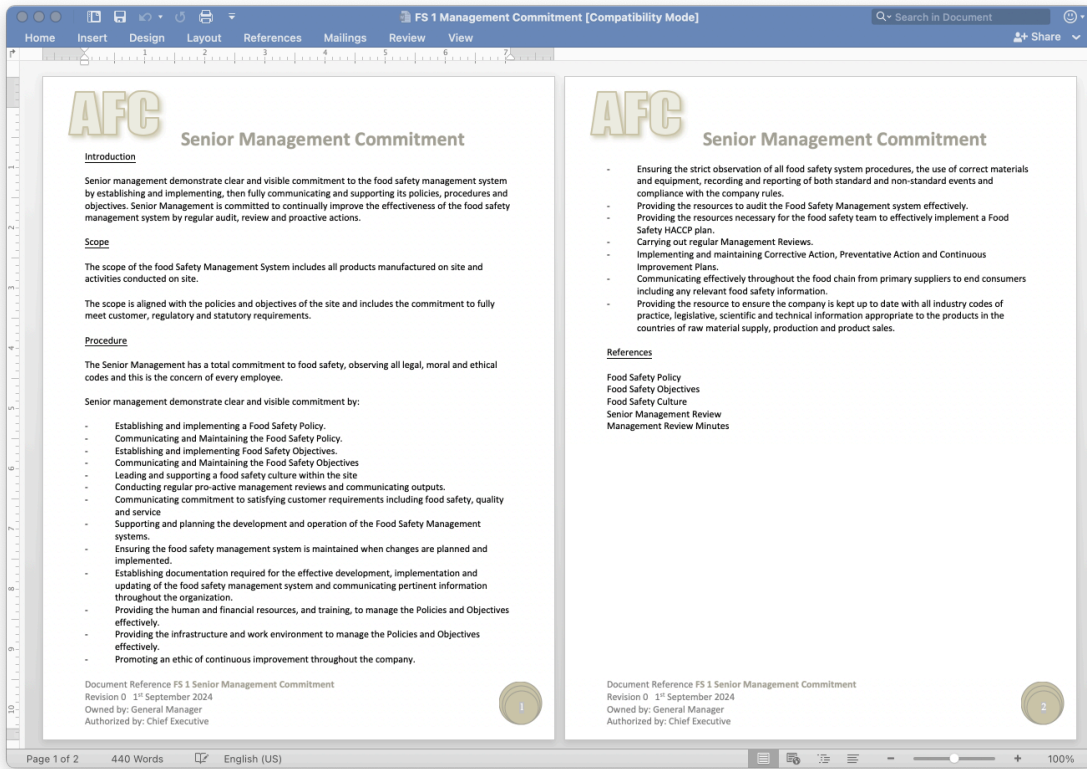 FS 1 Management Commitment [Compatibility Mode]
Search in Document
Home Insert Design Layout References Mailings Review View
Share
1 2 3 4 5 6 7
AFC
Senior Management Commitment
Introduction
Senior management demonstrate clear and visible commitment to the food safety management system
by establishing and implementing, then fully communicating and supporting its policies, procedures and
objectives. Senior Management is committed to continually improve the effectiveness of the food safety
management system by regular audit, review and proactive actions.
Scope
The scope of the food Safety Management System includes all products manufactured on site and
activities conducted on site.
The scope is aligned with the policies and objectives of the site and includes the commitment to fully
meet customer, regulatory and statutory requirements.
Procedure
The Senior Management has a total commitment to food safety, observing all legal, moral and ethical
codes and this is the concern of every employee.
Senior management demonstrate clear and visible commitment by:
- Establishing and implementing a Food Safety Policy.
- Communicating and Maintaining the Food Safety Policy.
- Establishing and implementing Food Safety Objectives.
- Communicating and Maintaining the Food Safety Objectives
- Leading and supporting a food safety culture within the site
- Conducting regular pro-active management reviews and communicating outputs.
- Communicating commitment to satisfying customer requirements including food safety, quality
and service
- Supporting and planning the development and operation of the Food Safety Management
systems.
- Ensuring the food safety management system is maintained when changes are planned and
implemented.
- Establishing documentation required for the effective development, implementation and
updating of the food safety management system and communicating pertinent information
throughout the organization.
- Providing the human and financial resources, and training, to manage the Policies and Objectives
effectively.
- Providing the infrastructure and work environment to manage the Policies and Objectives
effectively.
- Promoting an ethic of continuous improvement throughout the company.
Document Reference FS 1 Senior Management Commitment
Revision 0 1st September 2024
Owned by: General Manager
Authorized by: Chief Executive
1
AFC
Senior Management Commitment
- Ensuring the strict observation of all food safety system procedures, the use of correct materials
and equipment, recording and reporting of both standard and non-standard events and
compliance with the company rules.
- Providing the resources to audit the Food Safety Management system effectively.
- Providing the resources necessary for the food safety team to effectively implement a Food
Safety HACCP plan.
- Carrying out regular Management Reviews.
- Implementing and maintaining Corrective Action, Preventative Action and Continuous
Improvement Plans.
- Communicating effectively throughout the food chain from primary suppliers to end consumers
including any relevant food safety information.
- Providing the resource to ensure the company is kept up to date with all industry codes of
practice, legislative, scientific and technical information appropriate to the products in the
countries of raw material supply, production and product sales.
References
Food Safety Policy
Food Safety Objectives
Food Safety Culture
Senior Management Review
Management Review Minutes
Document Reference FS 1 Senior Management Commitment
Revision 0 1st September 2024
Owned by: General Manager
Authorized by: Chief Executive
2
Page 1 of 2 440 Words English (US) 100%